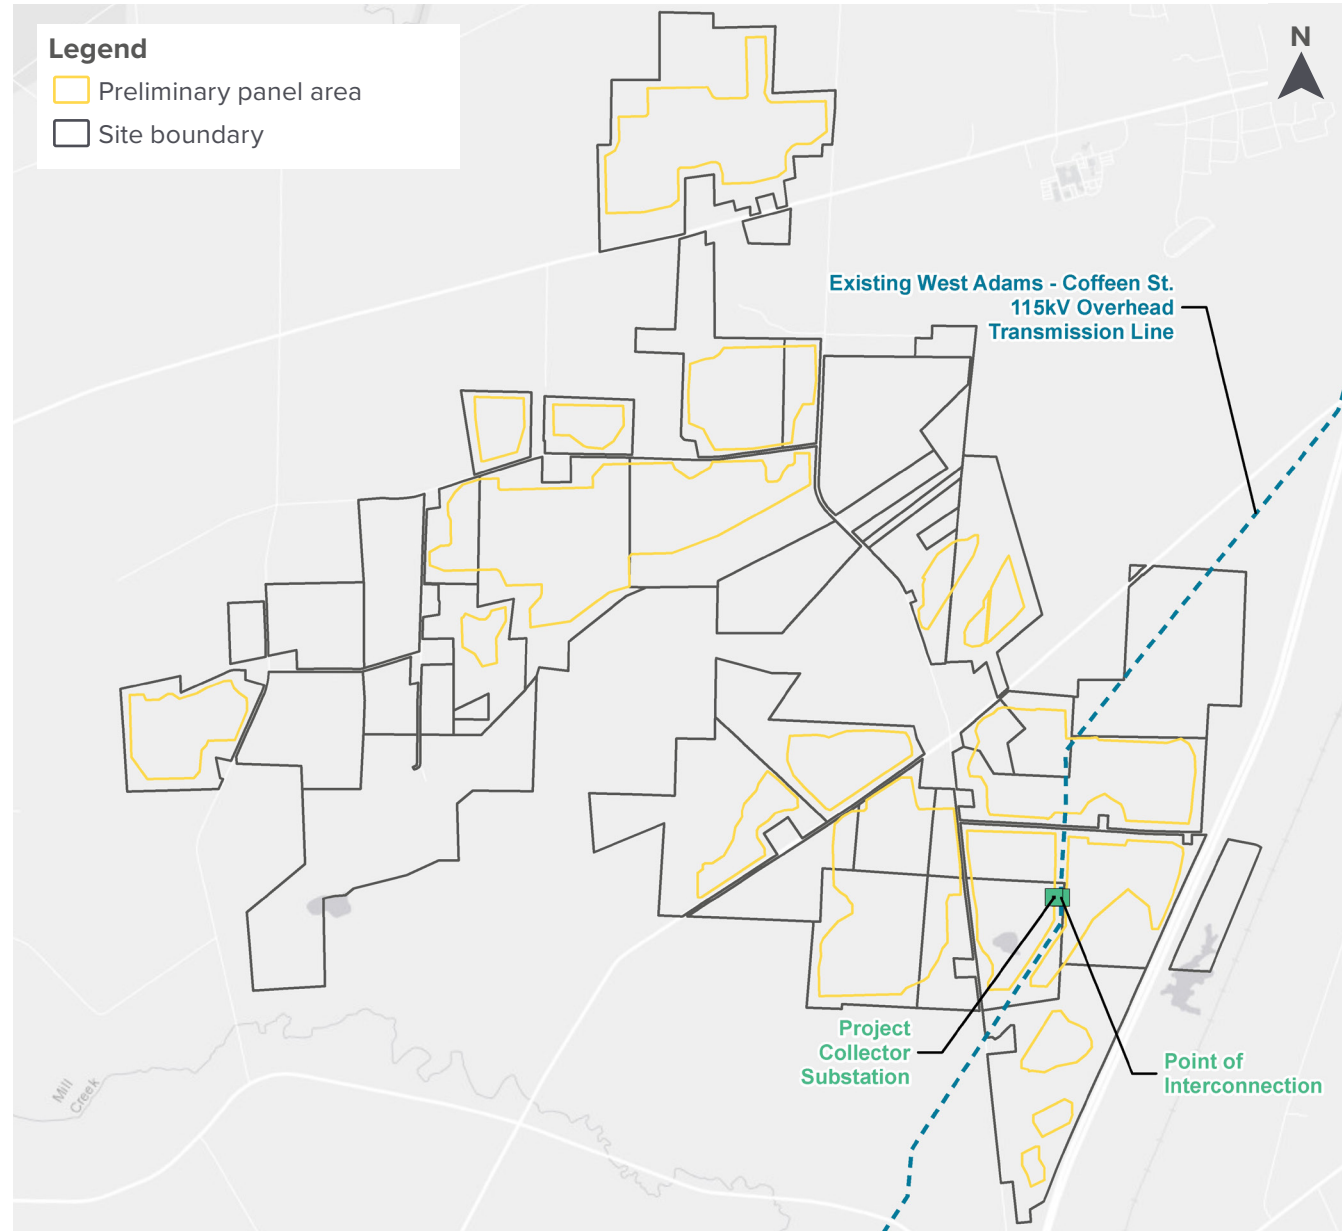 Legend
Preliminary panel area
Site boundary
N
Existing West Adams - Coffeen St.
115kV Overhead
Transmission Line
Project
Collector
Substation
Point of
Interconnection
Mill
Creek